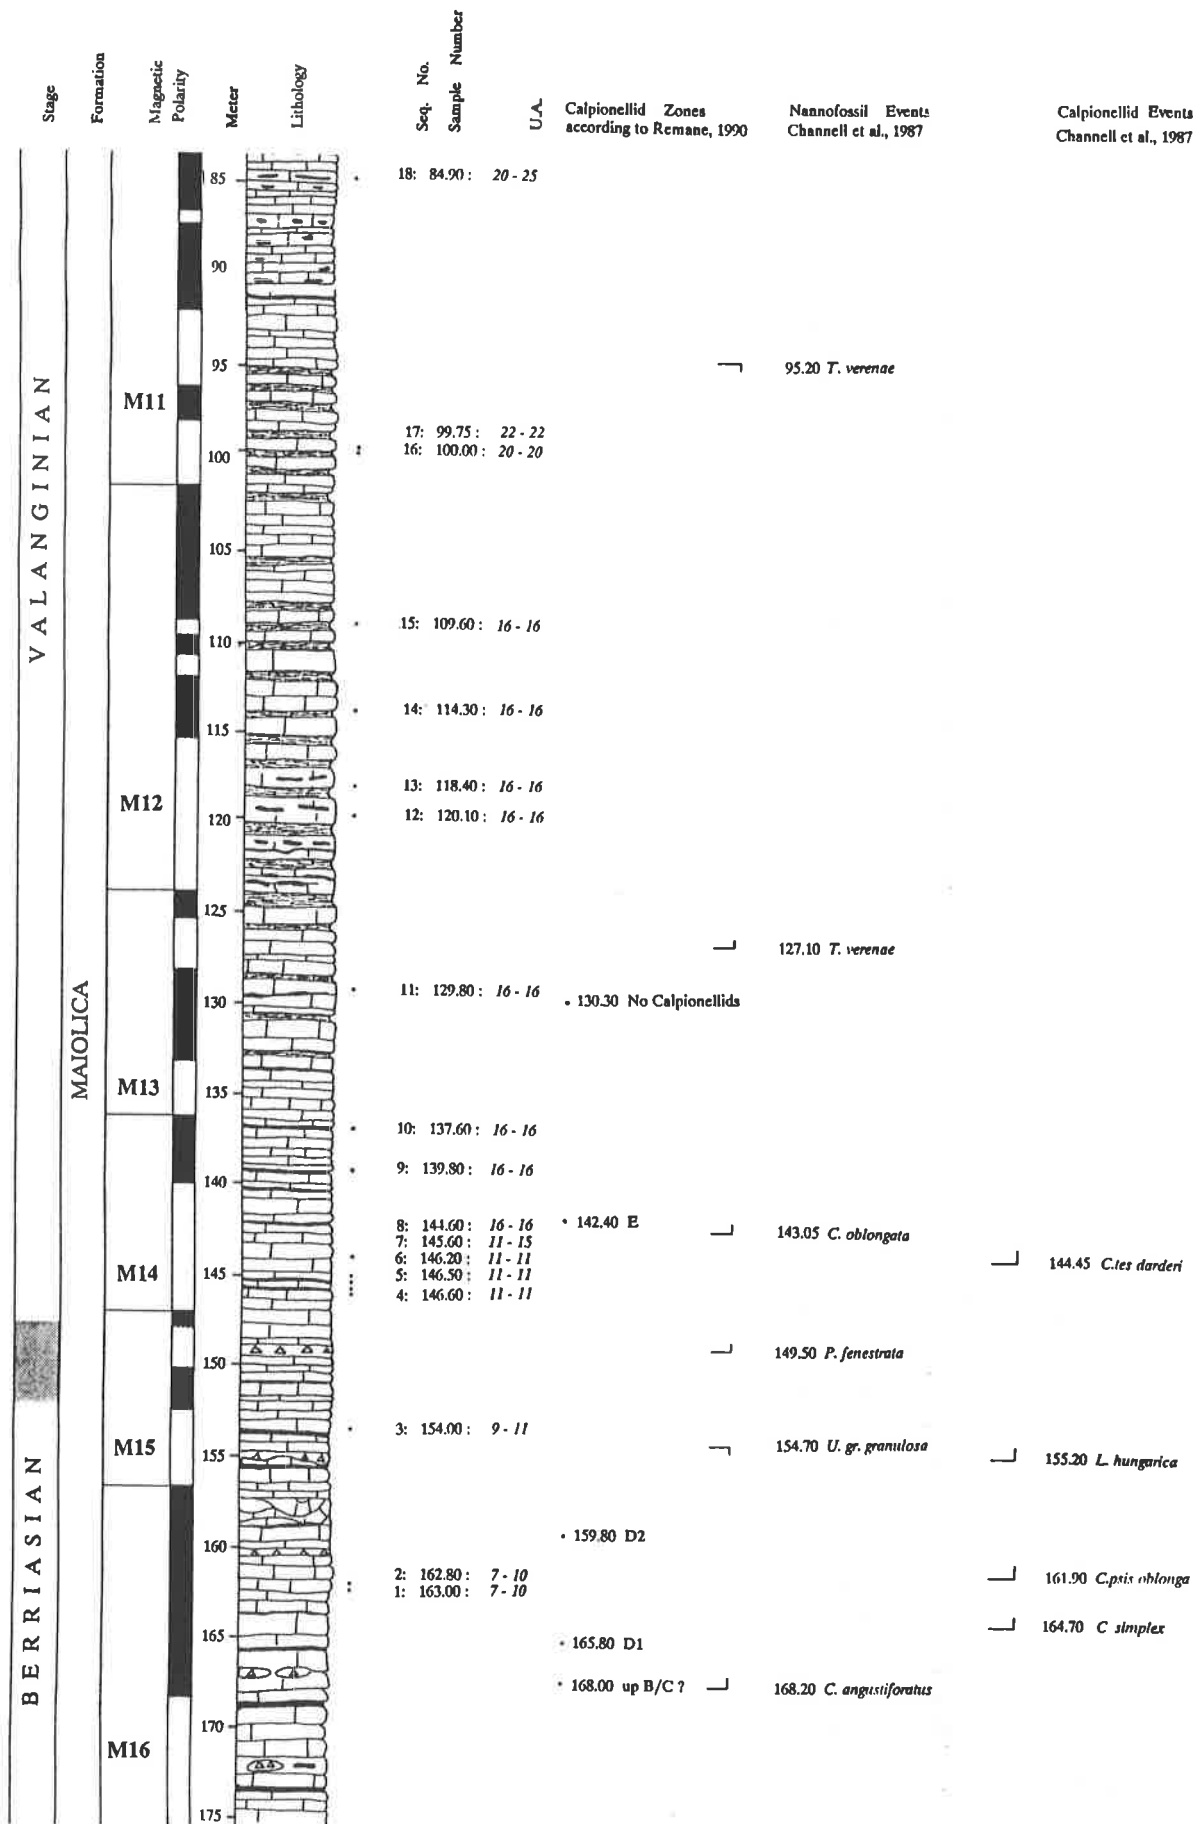 Stage
Formation
Magnetic
Polarity
Meter
Lithology
Seq. No.
Sample Number
U.A.
Calpionellid Zones
according to Remane, 1990
Nannofossil Events
Channell et al., 1987
Calpionellid Events
Channell et al., 1987
VALANGINIAN
BERRIASIAN
MAIOLICA
M11
M12
M13
M14
M15
M16
85
90
95
100
105
110
115
120
125
130
135
140
145
150
155
160
165
170
175
18: 84.90 : 20 - 25
17: 99.75 : 22 - 22
16: 100.00 : 20 - 20
15: 109.60 : 16 - 16
14: 114.30 : 16 - 16
13: 118.40 : 16 - 16
12: 120.10 : 16 - 16
11: 129.80 : 16 - 16
10: 137.60 : 16 - 16
9: 139.80 : 16 - 16
8: 144.60 : 16 - 16
7: 145.60 : 11 - 15
6: 146.20 : 11 - 11
5: 146.50 : 11 - 11
4: 146.60 : 11 - 11
3: 154.00 : 9 - 11
2: 162.80 : 7 - 10
1: 163.00 : 7 - 10
130.30 No Calpionellids
142.40 E
159.80 D2
165.80 D1
168.00 up B/C ?
95.20 T. verenae
127.10 T. verenae
143.05 C. oblongata
149.50 P. fenestrata
154.70 U. gr. granulosa
168.20 C. angustiforatus
144.45 C.tes darderi
155.20 L. hungarica
161.90 C.psis oblonga
164.70 C simplex